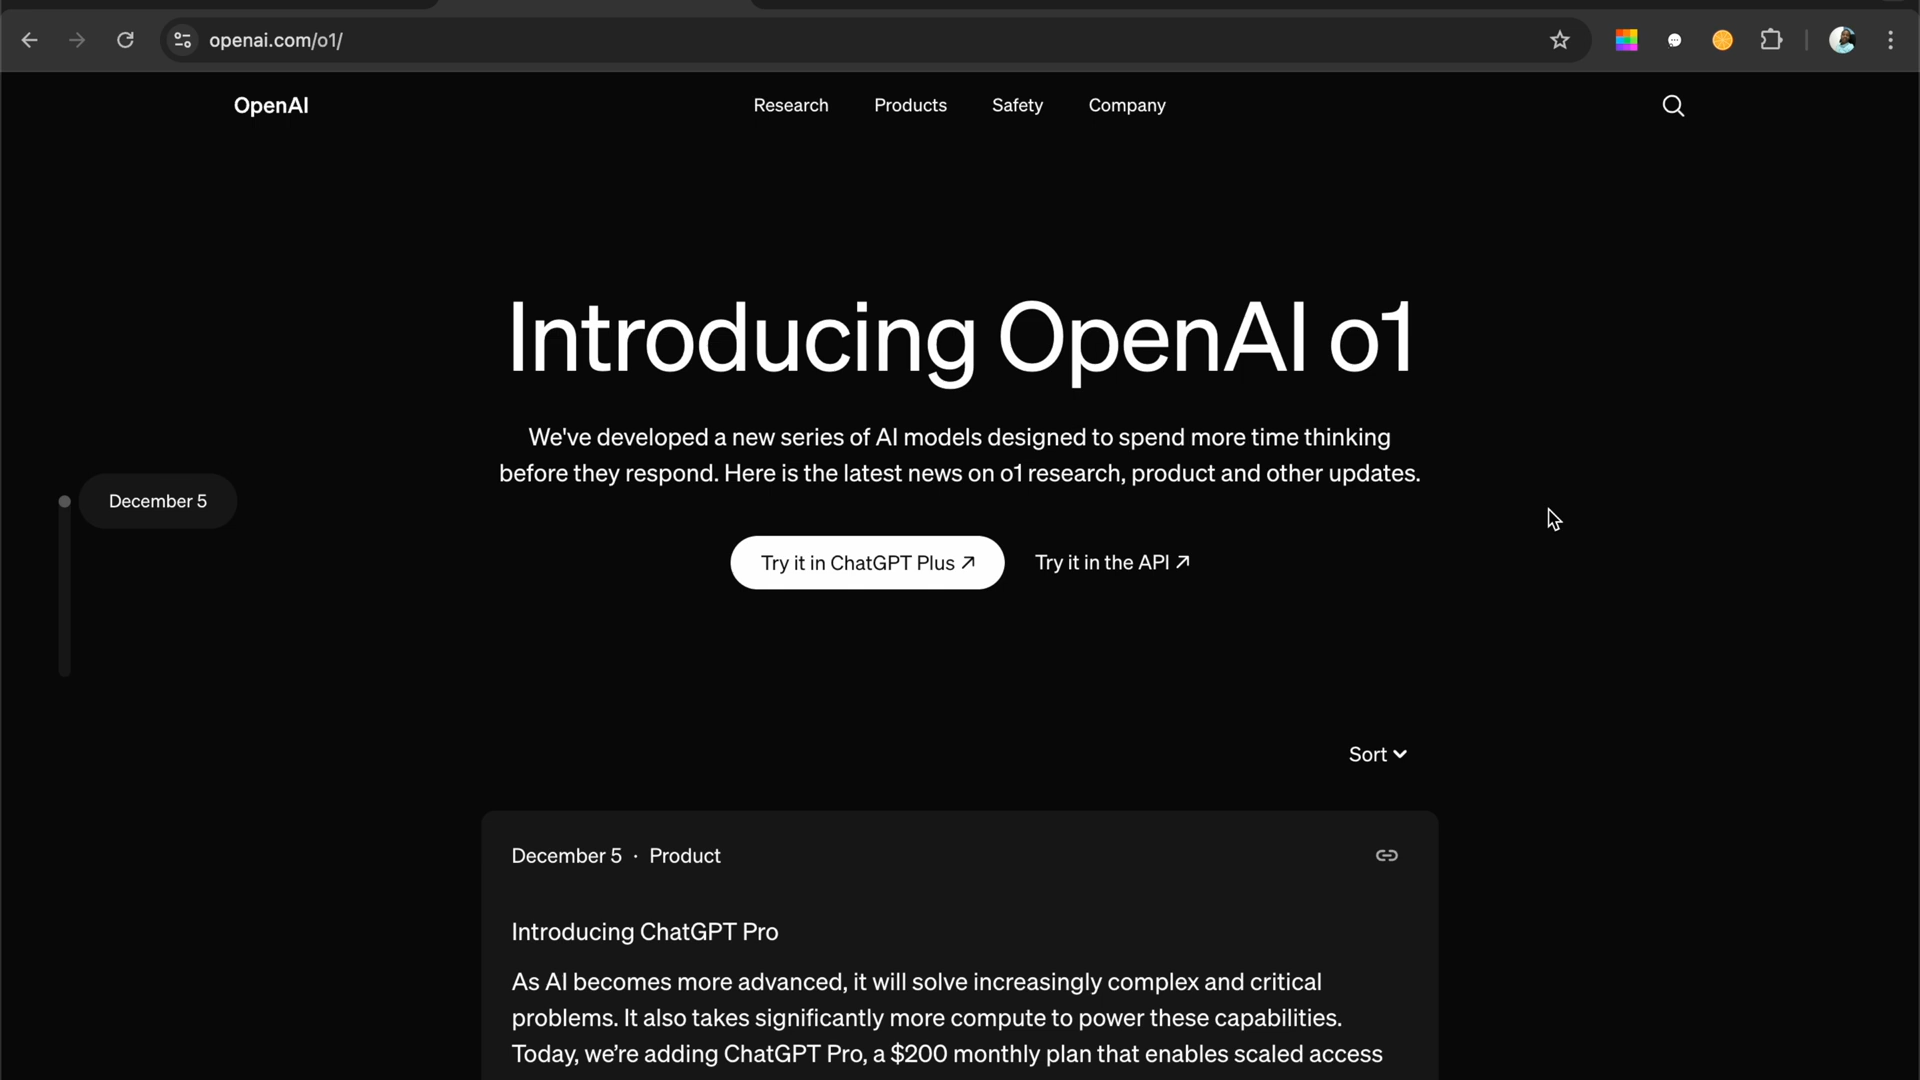 openai.com/o1/
OpenAI
Research
Products
Safety
Company
Introducing OpenAI o1
We've developed a new series of AI models designed to spend more time thinking
before they respond. Here is the latest news on o1 research, product and other updates.
December 5
Try it in ChatGPT Plus ↗
Try it in the API ↗
Sort
December 5 · Product
Introducing ChatGPT Pro
As AI becomes more advanced, it will solve increasingly complex and critical
problems. It also takes significantly more compute to power these capabilities.
Today, we’re adding ChatGPT Pro, a $200 monthly plan that enables scaled access